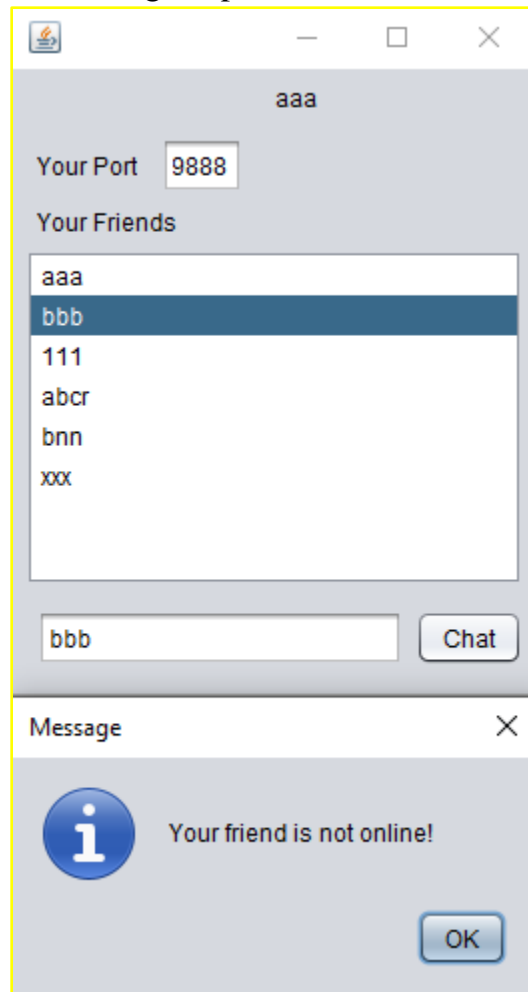 aaa
Your Port 9888
Your Friends
aaa
bbb
111
abcr
bnn
xxx
bbb Chat
Message
Your friend is not online!
OK